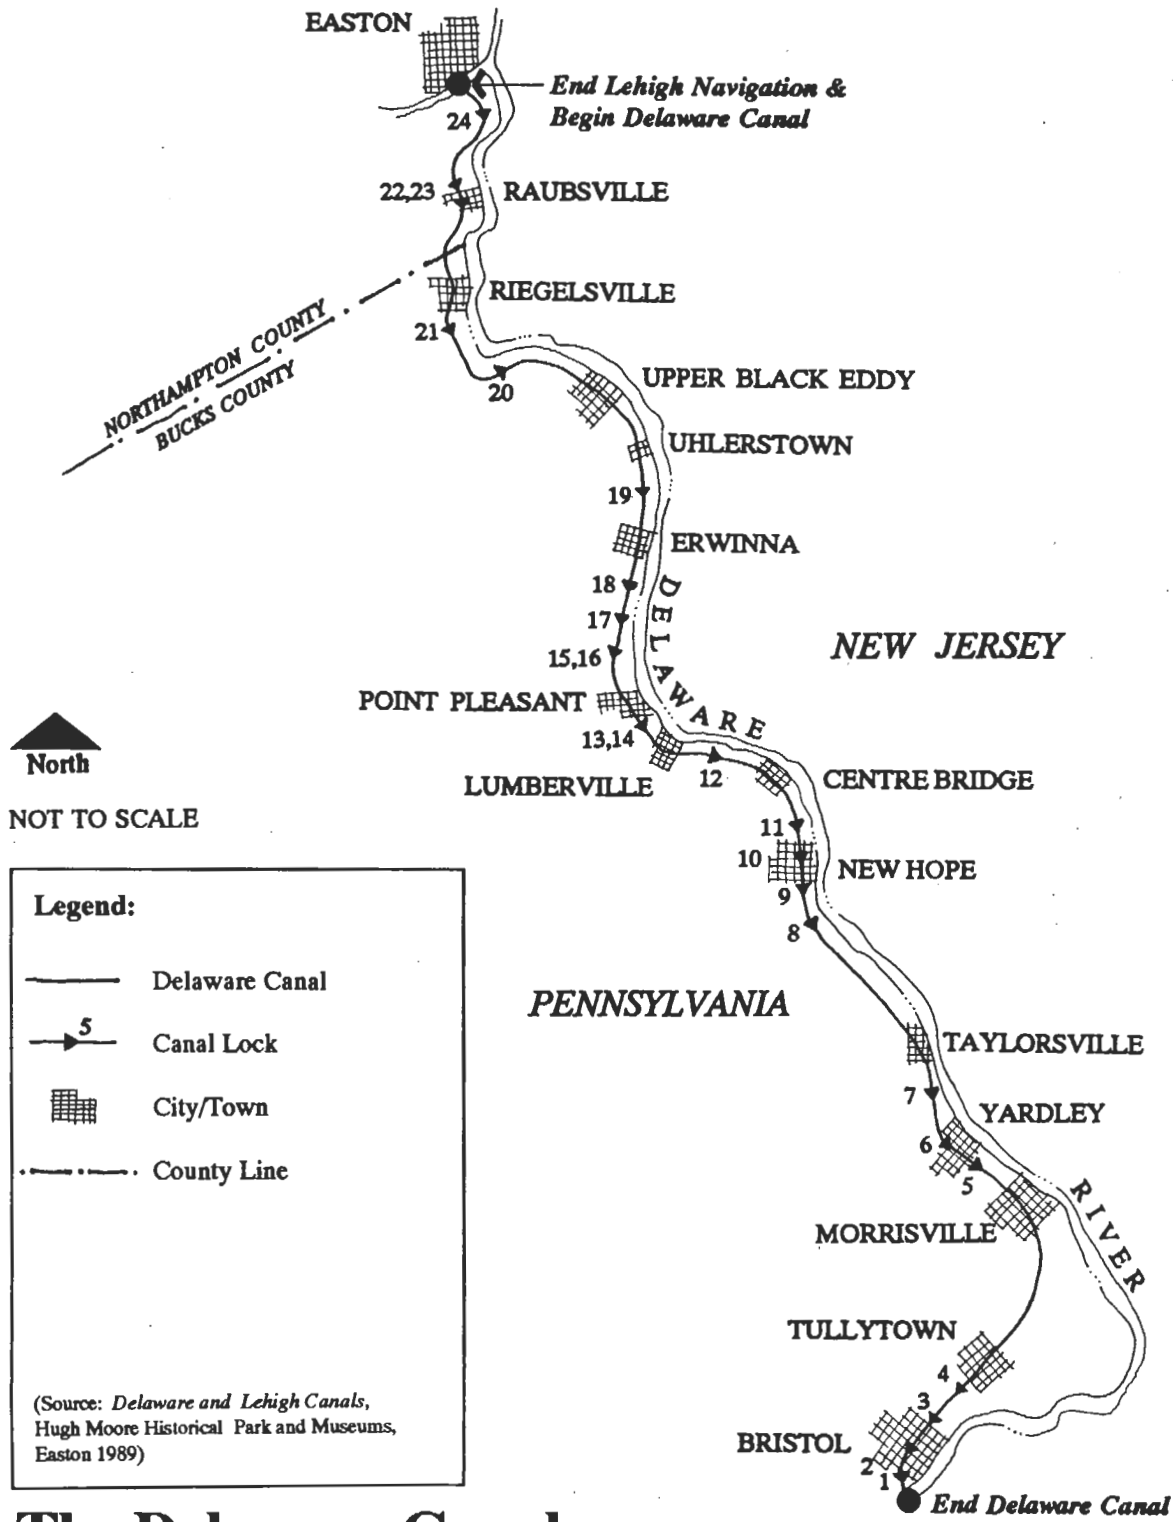 EASTON
End Lehigh Navigation &
Begin Delaware Canal
24
22,23
RAUBSVILLE
RIEGELSVILLE
21
NORTHAMPTON COUNTY
BUCKS COUNTY
20
UPPER BLACK EDDY
UHLERSTOWN
19
ERWINNA
18
17
15,16
DELAWARE
NEW JERSEY
POINT PLEASANT
13,14
LUMBERVILLE
12
CENTRE BRIDGE
North
NOT TO SCALE
11
10
NEW HOPE
9
8
PENNSYLVANIA
TAYLORSVILLE
7
YARDLEY
6
5
MORRISVILLE
RIVER
TULLYTOWN
4
3
BRISTOL
2
1
End Delaware Canal
Legend:
Delaware Canal
5
Canal Lock
City/Town
County Line
(Source: Delaware and Lehigh Canals,
Hugh Moore Historical Park and Museums,
Easton 1989)